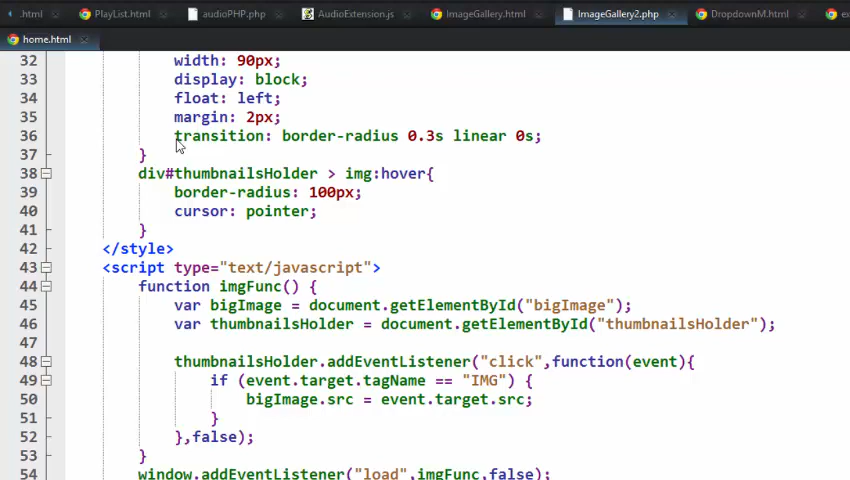 .html PlayList.html audioPHP.php AudioExtension.js ImageGallery.html ImageGallery2.php DropdownM.html
home.html
32 width: 90px;
33 display: block;
34 float: left;
35 margin: 2px;
36 transition: border-radius 0.3s linear 0s;
37 }
38 div#thumbnailsHolder > img:hover{
39 border-radius: 100px;
40 cursor: pointer;
41 }
42 </style>
43 <script type="text/javascript">
44 function imgFunc() {
45 var bigImage = document.getElementById("bigImage");
46 var thumbnailsHolder = document.getElementById("thumbnailsHolder");
47
48 thumbnailsHolder.addEventListener("click",function(event){
49 if (event.target.tagName == "IMG") {
50 bigImage.src = event.target.src;
51 }
52 },false);
53 }
54 window.addEventListener("load",imgFunc,false);